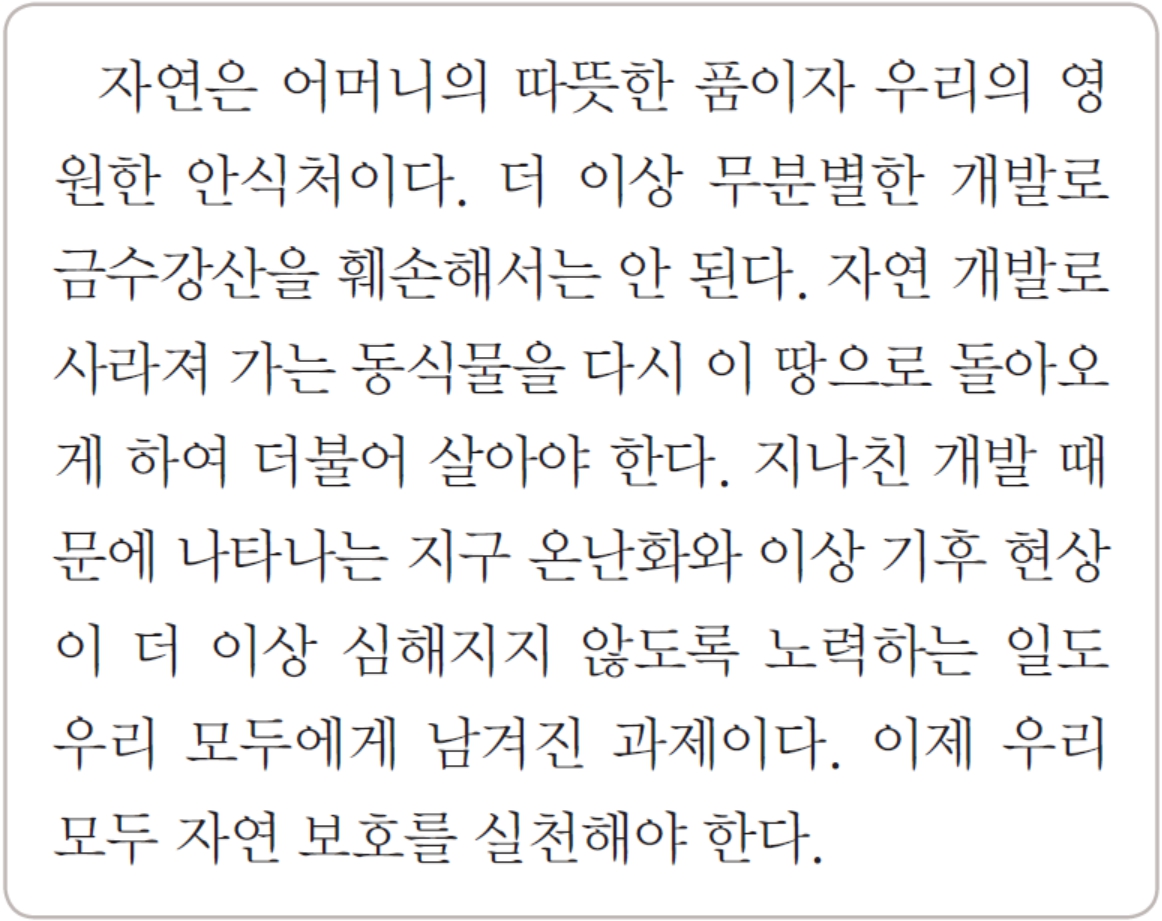 자연은 어머니의 따뜻한 품이자 우리의 영
원한 안식처이다. 더 이상 무분별한 개발로
금수강산을 훼손해서는 안 된다. 자연 개발로
사라져 가는 동식물을 다시 이 땅으로 돌아오
게 하여 더불어 살아야 한다. 지나친 개발 때
문에 나타나는 지구 온난화와 이상 기후 현상
이 더 이상 심해지지 않도록 노력하는 일도
우리 모두에게 남겨진 과제이다. 이제 우리
모두 자연 보호를 실천해야 한다.